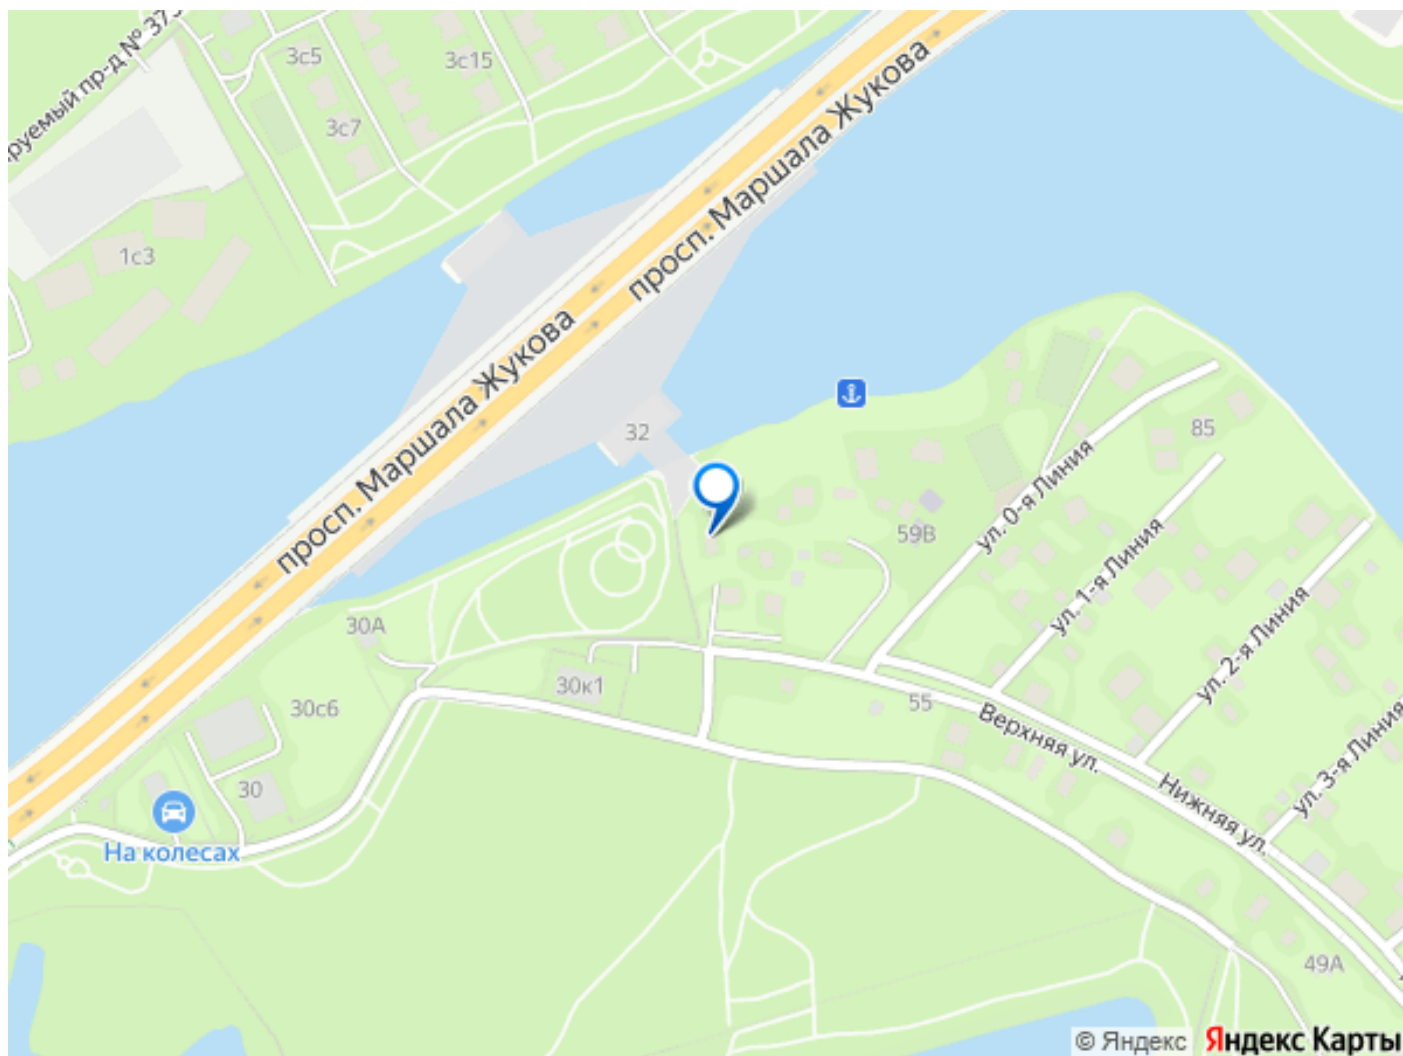 3с5
3с15
руемый пр-д № 373
3с7
просп. Маршала Жукова
1с3
просп. Маршала Жукова
32
85
ул. 0-я Линия
59В
ул. 1-я Линия
ул. 2-я Линия
30А
30к1
30с6
55
Верхняя ул.
ул. 3-я Линия
30
Нижняя ул.
На колесах
49А
© Яндекс Яндекс Карты